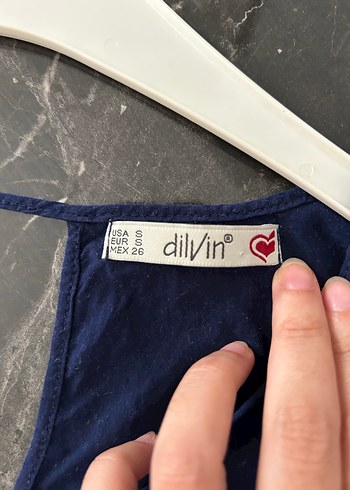 USA S
EUR S
MEX 26
dilvin®